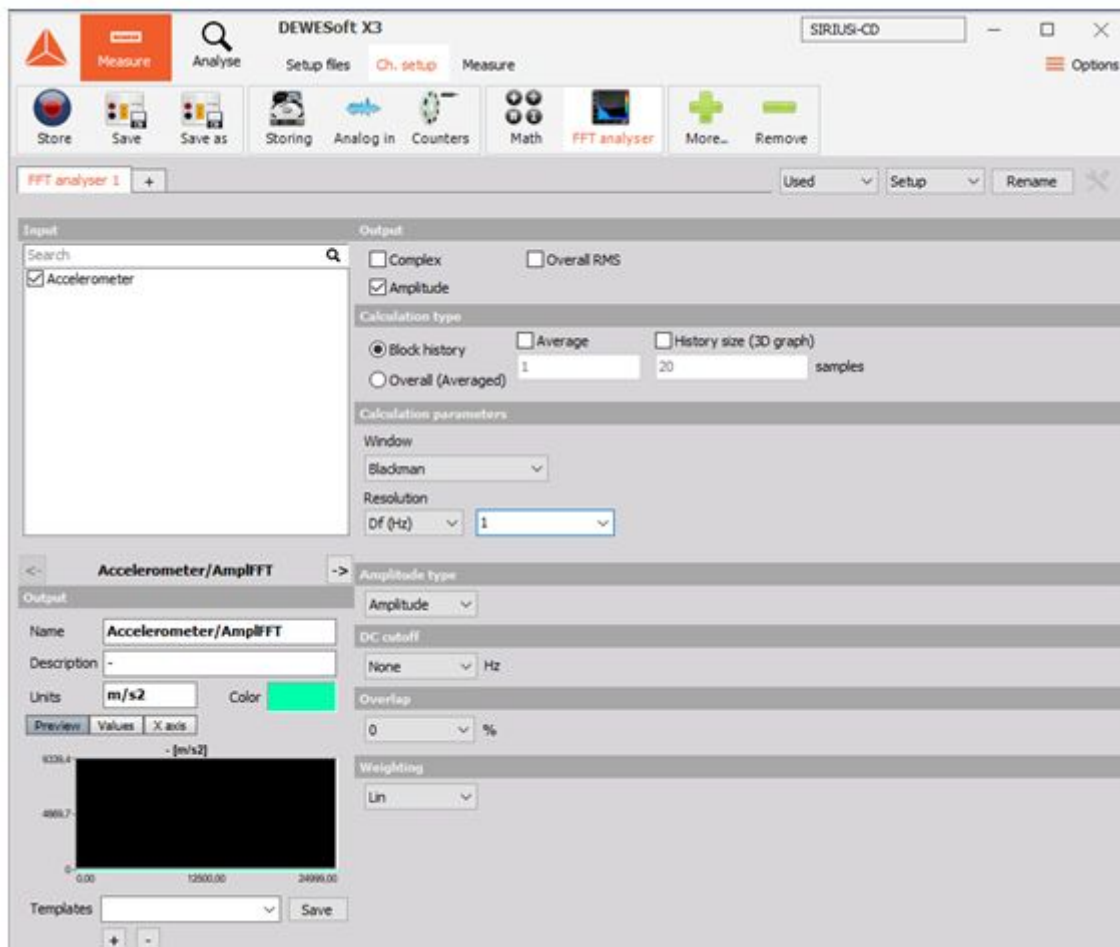 DEWESoft X3
SIRIUSi-CD
Measure
Analyse
Setup files Ch. setup Measure
Options
Store Save Save as Storing Analog in Counters Math FFT analyser More... Remove
FFT analyser 1 +
Used Setup Rename
Input
Search
Accelerometer
Output
Complex Overall RMS
Amplitude
Calculation type
Block history Average History size (3D graph)
Overall (Averaged) 1 20 samples
Calculation parameters
Window
Blackman
Resolution
Df (Hz) 1
<- Accelerometer/AmplFFT ->
Output
Name Accelerometer/AmplFFT
Description -
Units m/s2 Color
Preview Values X axis
- [m/s2]
4869,7
0
0,00 12500,00 24999,00
Templates Save
+ -
Amplitude type
Amplitude
DC cutoff
None Hz
Overlap
0 %
Weighting
Lin